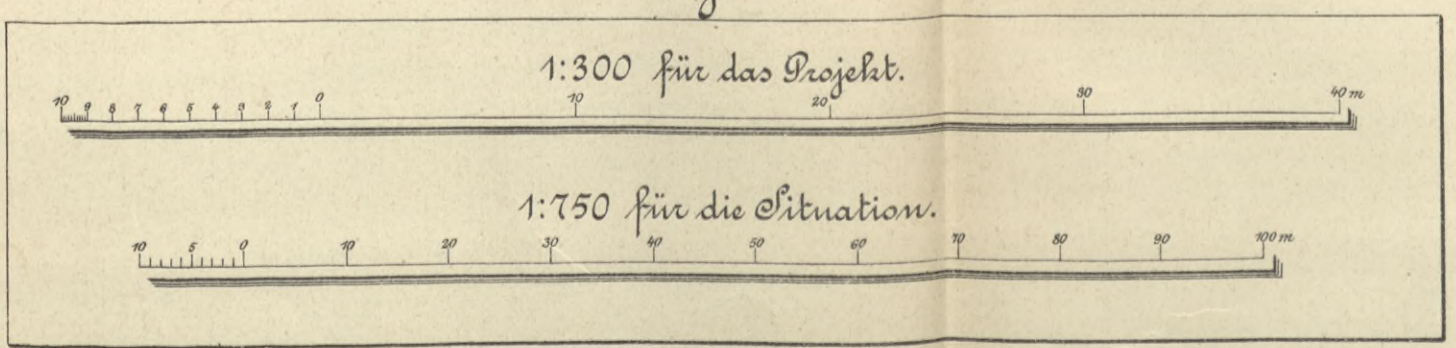 1:300 für das Projekt.
10 9 8 7 6 5 4 3 2 1 0 10 20 30 40 m
1:750 für die Situation.
10 5 0 10 20 30 40 50 60 70 80 90 100 m